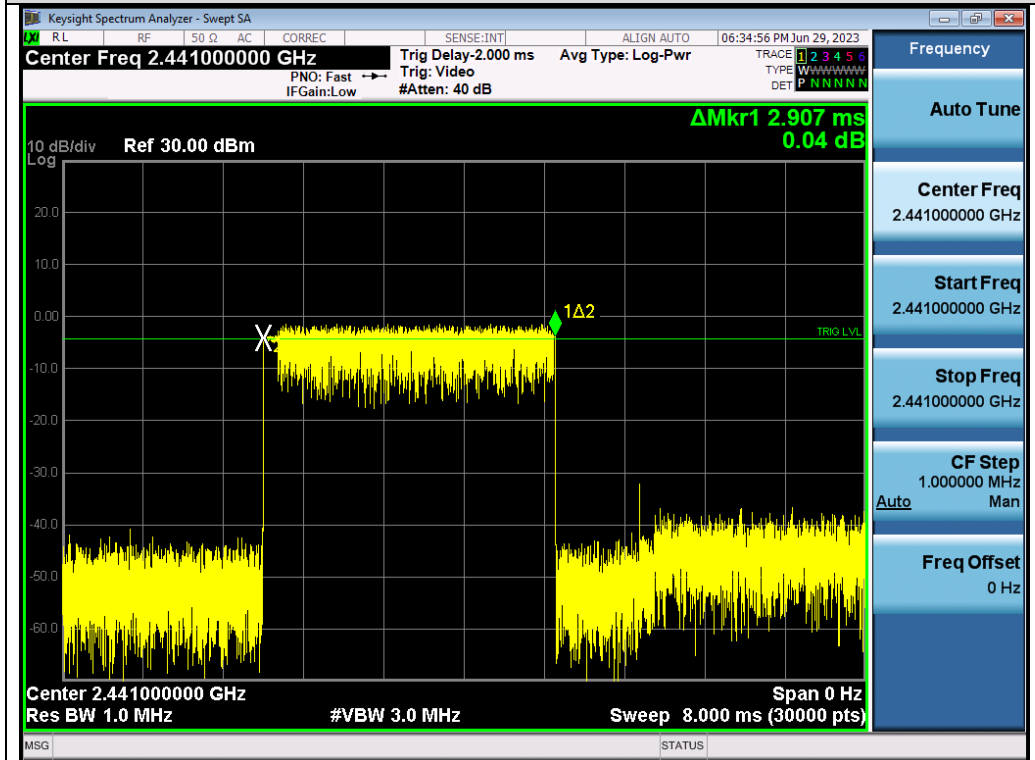 Keysight Spectrum Analyzer - Swept SA
LXI RL RF 50 Ω AC CORREC SENSE:INT ALIGN AUTO 06:34:56 PM Jun 29, 2023
Center Freq 2.441000000 GHz
PNO: Fast
IFGain:Low
Trig Delay-2.000 ms
Trig: Video
#Atten: 40 dB
Avg Type: Log-Pwr
TRACE 1 2 3 4 5 6
TYPE W W W W W W
DET P N N N N N
ΔMkr1 2.907 ms
0.04 dB
10 dB/div Ref 30.00 dBm
Log
20.0
10.0
0.00
-10.0
-20.0
-30.0
-40.0
-50.0
-60.0
1Δ2
TRIG LVL
X
Center 2.441000000 GHz Span 0 Hz
Res BW 1.0 MHz #VBW 3.0 MHz Sweep 8.000 ms (30000 pts)
MSG STATUS
Frequency
Auto Tune
Center Freq
2.441000000 GHz
Start Freq
2.441000000 GHz
Stop Freq
2.441000000 GHz
CF Step
1.000000 MHz
Auto Man
Freq Offset
0 Hz